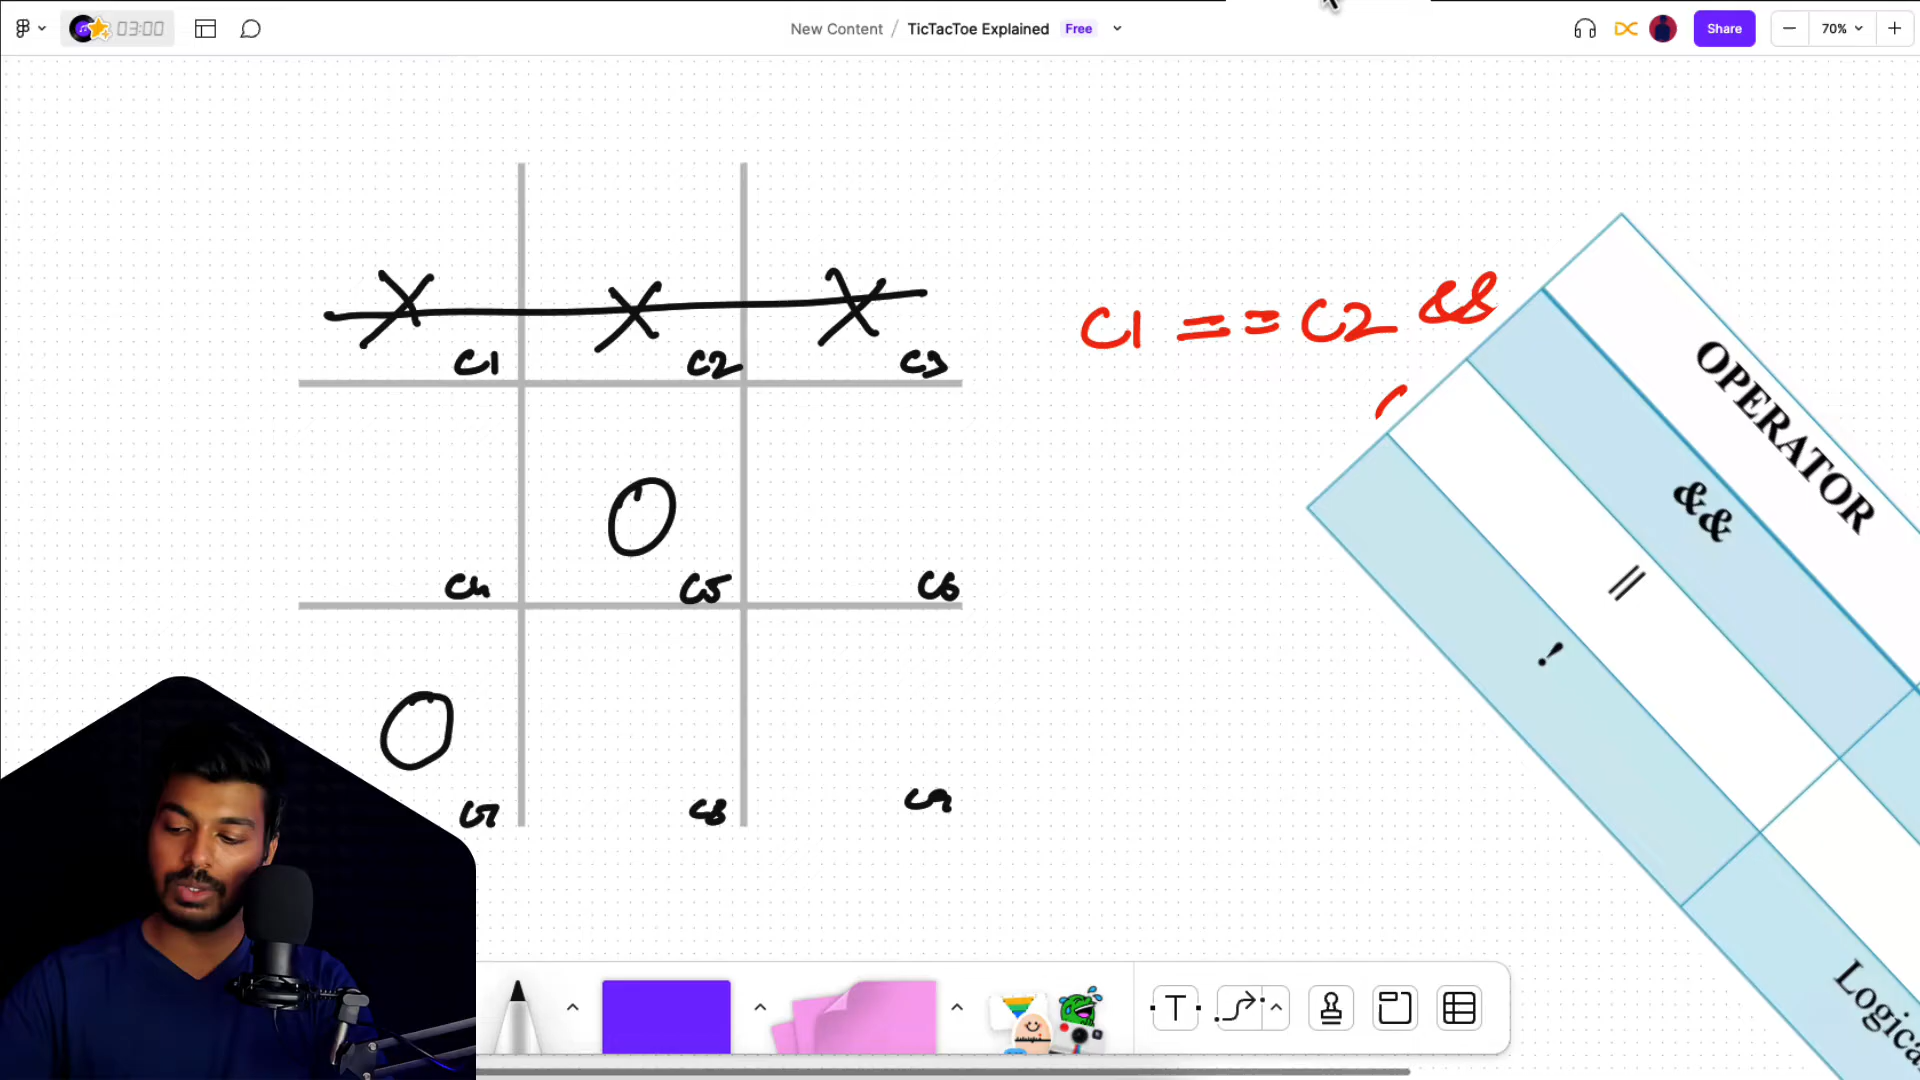 03:00
New Content / TicTacToe Explained Free
Share
70%
X X X
C1 C2 C3
C1 == C2 &&
OPERATOR
&&
||
!
O
C4 C5 C6
O
C7 C8 C9
Logica
T